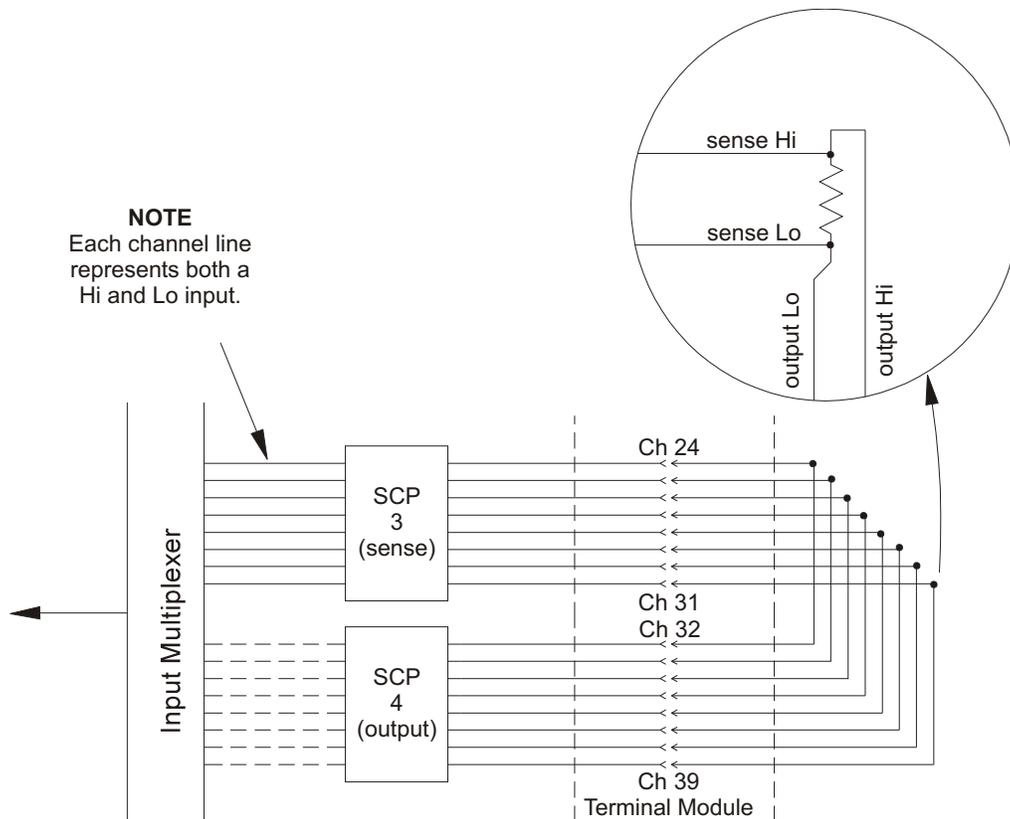 sense Hi
sense Lo
output Lo
output Hi
NOTE
Each channel line
represents both a
Hi and Lo input.
Input Multiplexer
SCP
3
(sense)
Ch 24
Ch 31
Ch 32
SCP
4
(output)
Ch 39
Terminal Module